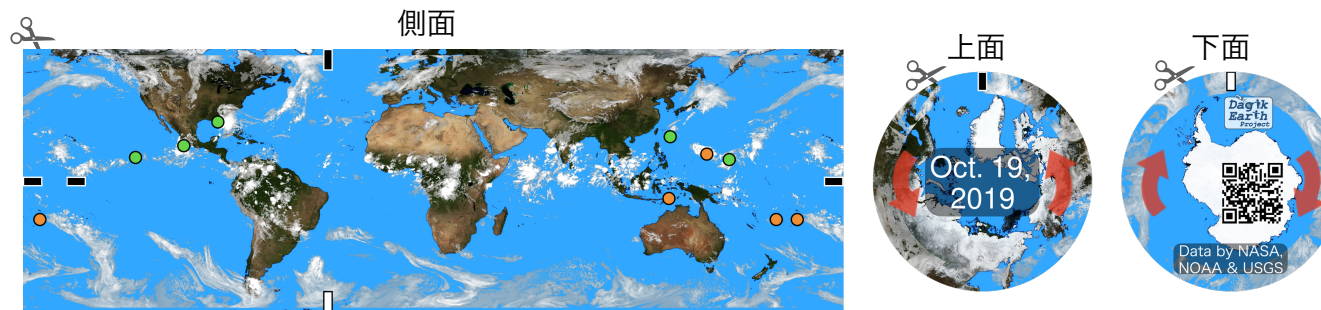 側面
上面
下面
Oct. 19,
2019
Dagik
Earth
Project
Data by NASA,
NOAA & USGS